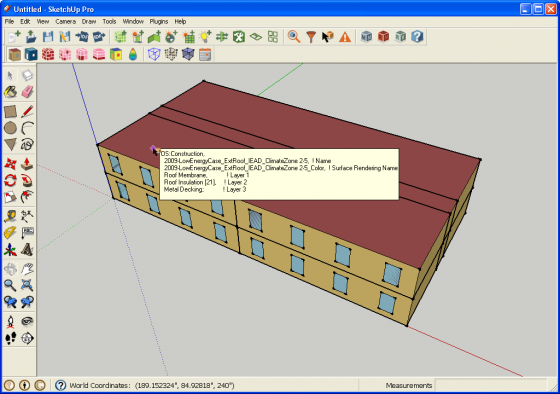 Untitled - SketchUp Pro
File Edit View Camera Draw Tools Window Plugins Help
OS:Construction,
2009-LowEnergyCase_ExtRoof_IEAD_ClimateZone 2-5, ! Name
2009-LowEnergyCase_ExtRoof_IEAD_ClimateZone 2-5_Color, ! Surface Rendering Name
Roof Membrane, ! Layer 1
Roof Insulation [21], ! Layer 2
Metal Decking; ! Layer 3
World Coordinates: (189.152324", 84.92818", 240") Measurements